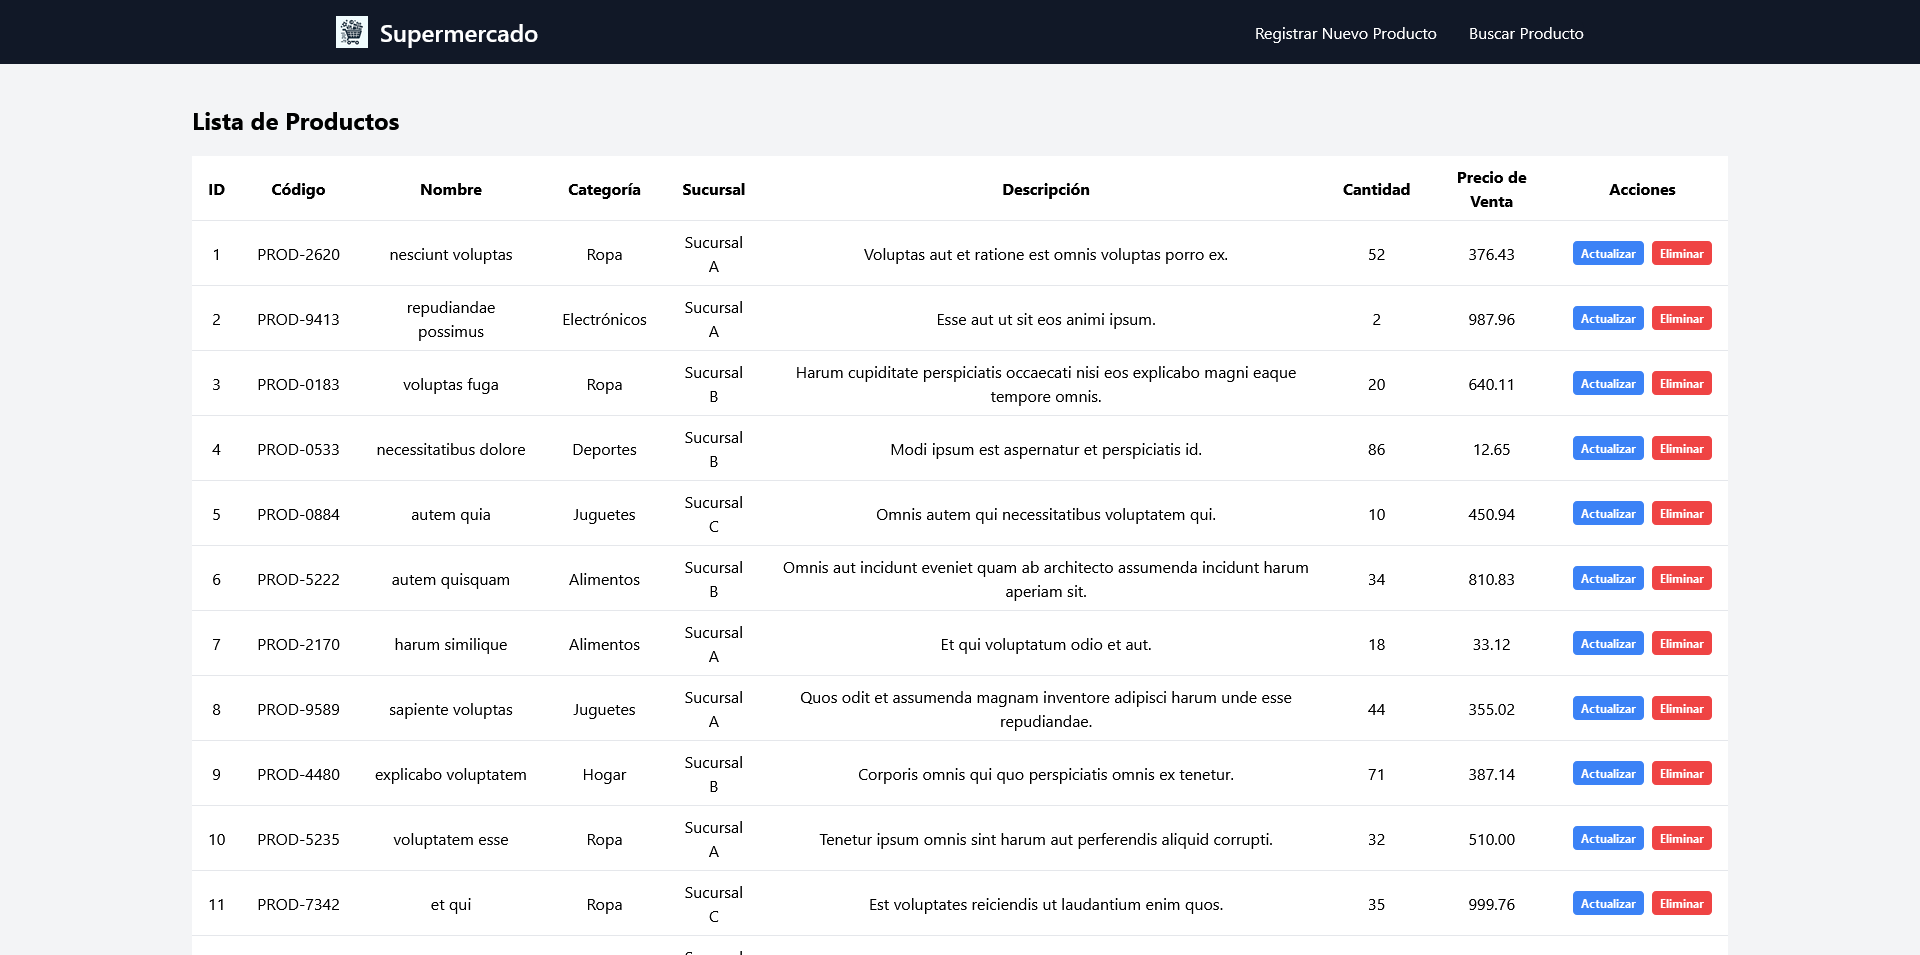 Supermercado
Registrar Nuevo Producto Buscar Producto
Lista de Productos
ID Código Nombre Categoría Sucursal Descripción Cantidad Precio de Venta Acciones
1 PROD-2620 nesciunt voluptas Ropa Sucursal A Voluptas aut et ratione est omnis voluptas porro ex. 52 376.43 Actualizar Eliminar
2 PROD-9413 repudiandae possimus Electrónicos Sucursal A Esse aut ut sit eos animi ipsum. 2 987.96 Actualizar Eliminar
3 PROD-0183 voluptas fuga Ropa Sucursal B Harum cupiditate perspiciatis occaecati nisi eos explicabo magni eaque tempore omnis. 20 640.11 Actualizar Eliminar
4 PROD-0533 necessitatibus dolore Deportes Sucursal B Modi ipsum est aspernatur et perspiciatis id. 86 12.65 Actualizar Eliminar
5 PROD-0884 autem quia Juguetes Sucursal C Omnis autem qui necessitatibus voluptatem qui. 10 450.94 Actualizar Eliminar
6 PROD-5222 autem quisquam Alimentos Sucursal B Omnis aut incidunt eveniet quam ab architecto assumenda incidunt harum aperiam sit. 34 810.83 Actualizar Eliminar
7 PROD-2170 harum similique Alimentos Sucursal A Et qui voluptatum odio et aut. 18 33.12 Actualizar Eliminar
8 PROD-9589 sapiente voluptas Juguetes Sucursal A Quos odit et assumenda magnam inventore adipisci harum unde esse repudiandae. 44 355.02 Actualizar Eliminar
9 PROD-4480 explicabo voluptatem Hogar Sucursal B Corporis omnis qui quo perspiciatis omnis ex tenetur. 71 387.14 Actualizar Eliminar
10 PROD-5235 voluptatem esse Ropa Sucursal A Tenetur ipsum omnis sint harum aut perferendis aliquid corrupti. 32 510.00 Actualizar Eliminar
11 PROD-7342 et qui Ropa Sucursal C Est voluptates reiciendis ut laudantium enim quos. 35 999.76 Actualizar Eliminar